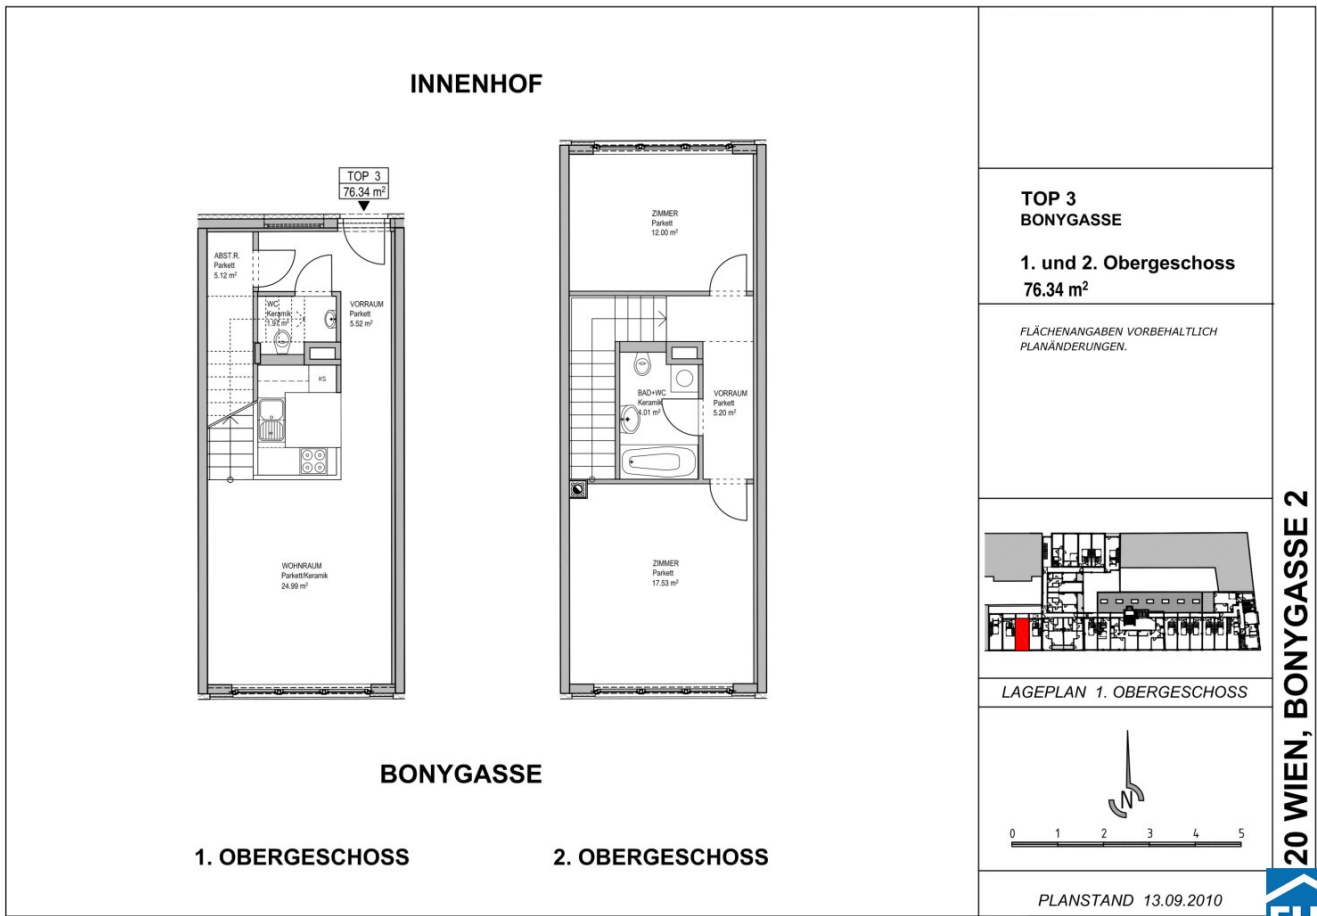 INNENHOF
TOP 3
76.34 m²
ABST.R.
Parkett
5.12 m²
WC
Keramik
1.97 m²
VORRAUM
Parkett
5.52 m²
KS
WOHNRAUM
Parkett/Keramik
24.99 m²
ZIMMER
Parkett
12.00 m²
BAD+WC
Keramik
4.01 m²
VORRAUM
Parkett
5.20 m²
ZIMMER
Parkett
17.53 m²
BONYGASSE
1. OBERGESCHOSS
2. OBERGESCHOSS
TOP 3
BONYGASSE
1. und 2. Obergeschoss
76.34 m²
FLÄCHENANGABEN VORBEHALTLICH
PLANÄNDERUNGEN.
LAGEPLAN 1. OBERGESCHOSS
N
0 1 2 3 4 5
PLANSTAND 13.09.2010
20 WIEN, BONYGASSE 2